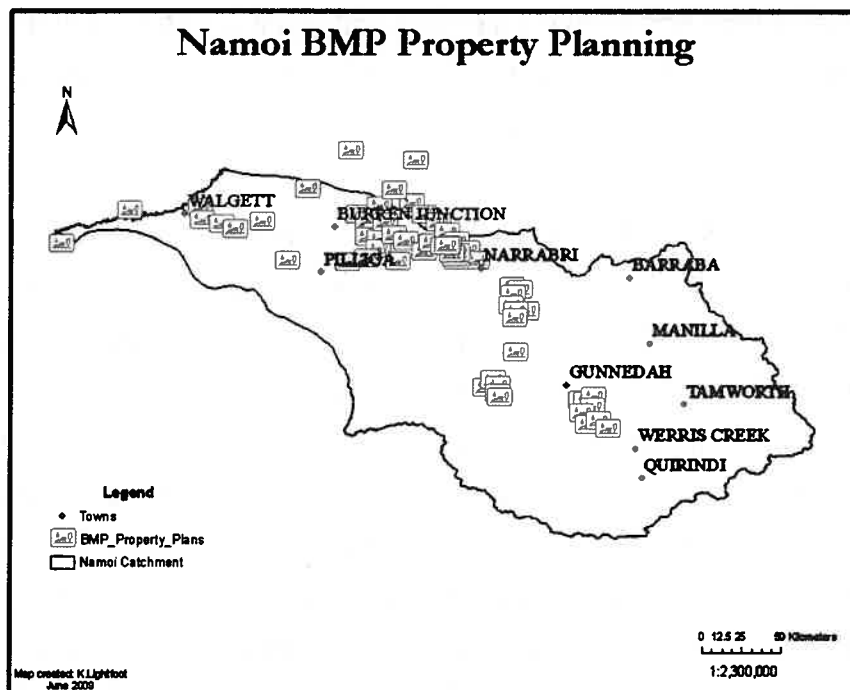 Namoi BMP Property Planning
N
WALGETT
BURREN JUNCTION
PILLIGA
NARRABRI
BARRABA
MANILLA
GUNNEDAH
TAMWORTH
WERRIS CREEK
QUIRINDI
Legend
Towns
BMP_Property_Plans
Namoi Catchment
0 12.5 25 50 Kilometers
1:2,300,000
Map created: K.Lightfoot
June 2009